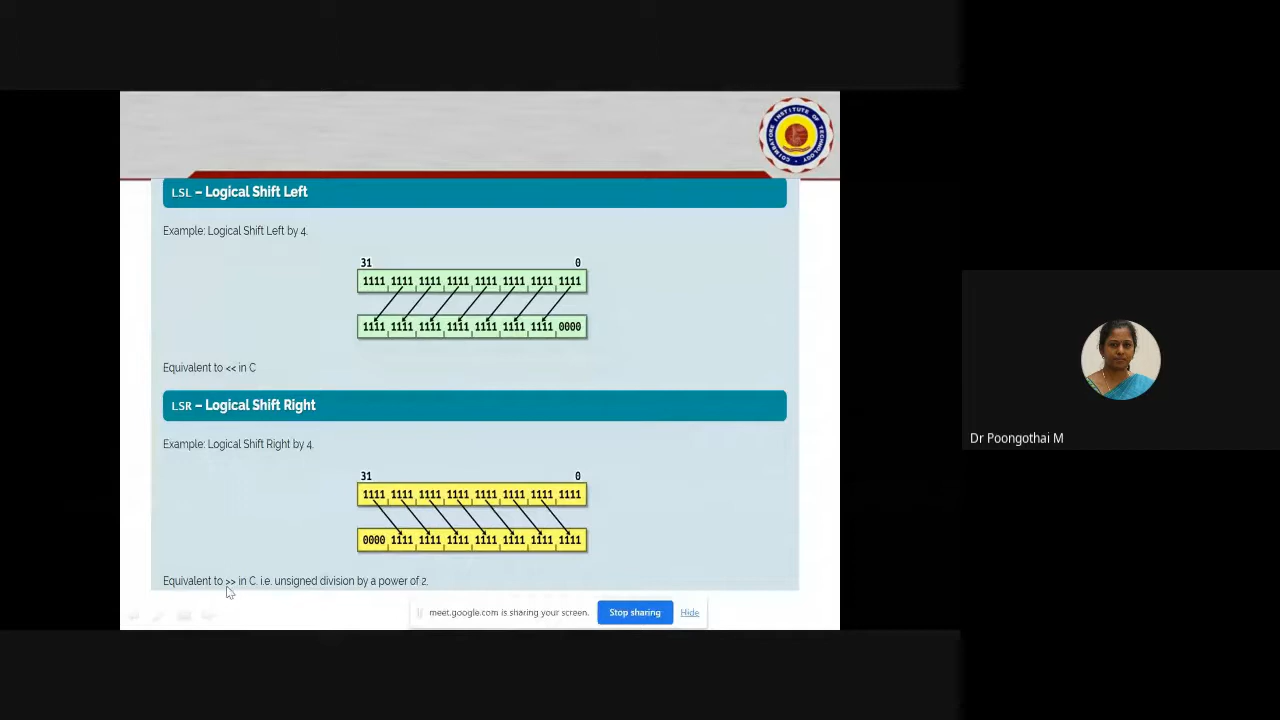 COIMBATORE INSTITUTE OF TECHNOLOGY
LSL – Logical Shift Left
Example: Logical Shift Left by 4.
31 0
1111 1111 1111 1111 1111 1111 1111 1111
1111 1111 1111 1111 1111 1111 1111 0000
Equivalent to << in C
LSR – Logical Shift Right
Example: Logical Shift Right by 4.
31 0
1111 1111 1111 1111 1111 1111 1111 1111
0000 1111 1111 1111 1111 1111 1111 1111
Equivalent to >> in C. i.e. unsigned division by a power of 2.
meet.google.com is sharing your screen. Stop sharing Hide
Dr Poongothai M